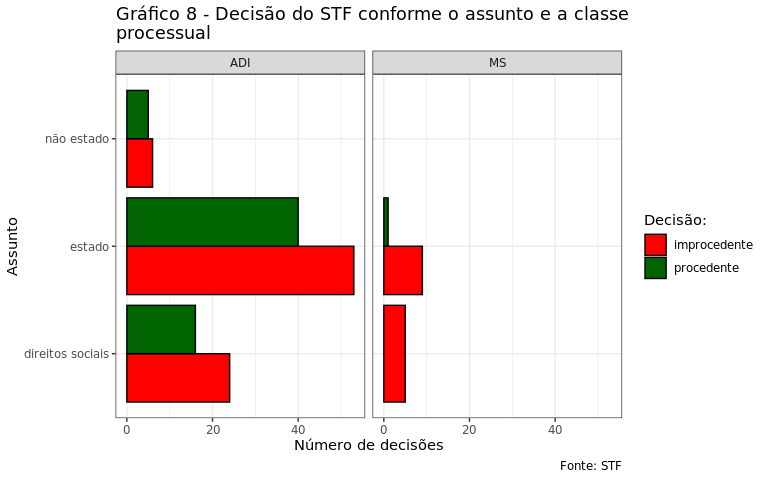 Gráfico 8 - Decisão do STF conforme o assunto e a classe
processual
ADI
MS
não estado
estado
direitos sociais
Assunto
0
20
40
0
20
40
Número de decisões
Decisão:
improcedente
procedente
Fonte: STF